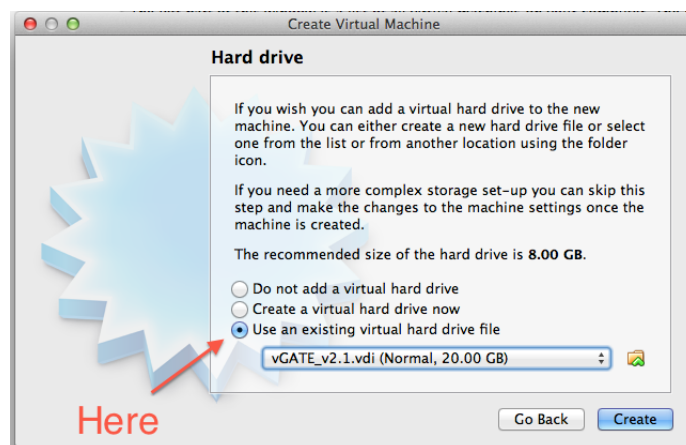 Create Virtual Machine
Hard drive
If you wish you can add a virtual hard drive to the new
machine. You can either create a new hard drive file or select
one from the list or from another location using the folder
icon.
If you need a more complex storage set-up you can skip this
step and make the changes to the machine settings once the
machine is created.
The recommended size of the hard drive is 8.00 GB.
Do not add a virtual hard drive
Create a virtual hard drive now
Use an existing virtual hard drive file
vGATE_v2.1.vdi (Normal, 20.00 GB)
Here
Go Back
Create